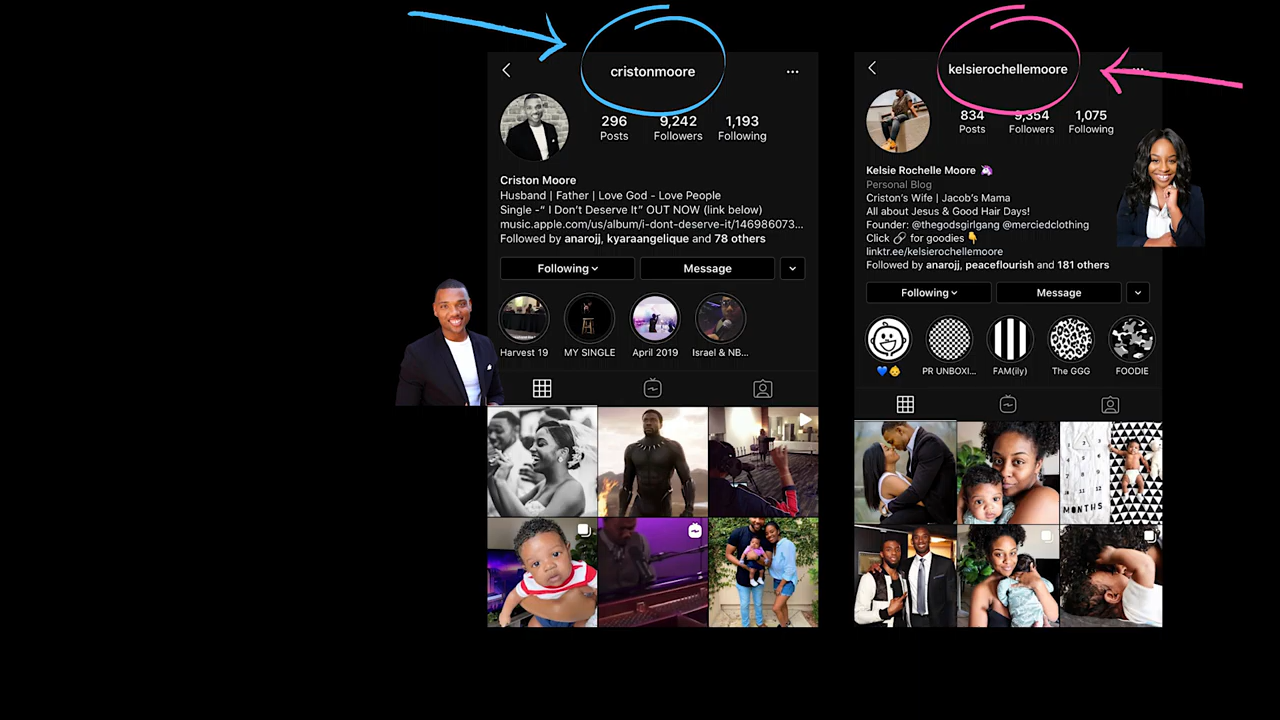 cristonmoore
296 9,242 1,193
Posts Followers Following
Criston Moore
Husband | Father | Love God - Love People
Single -“ I Don’t Deserve It” OUT NOW (link below)
music.apple.com/us/album/i-dont-deserve-it/146986073...
Followed by anarojj, kyaraangelique and 78 others
Following Message
Harvest 19 MY SINGLE April 2019 Israel & NB...
kelsierochellemoore
834 9,354 1,075
Posts Followers Following
Kelsie Rochelle Moore 🦄
Personal Blog
Criston’s Wife | Jacob’s Mama
All about Jesus & Good Hair Days!
Founder: @thegodsgirlgang @merciedclothing
Click 🔗 for goodies 👇
linktr.ee/kelsierochellemoore
Followed by anarojj, peaceflourish and 181 others
Following Message
💙👶 PR UNBOXI... FAM(ily) The GGG FOODIE
MONTHS